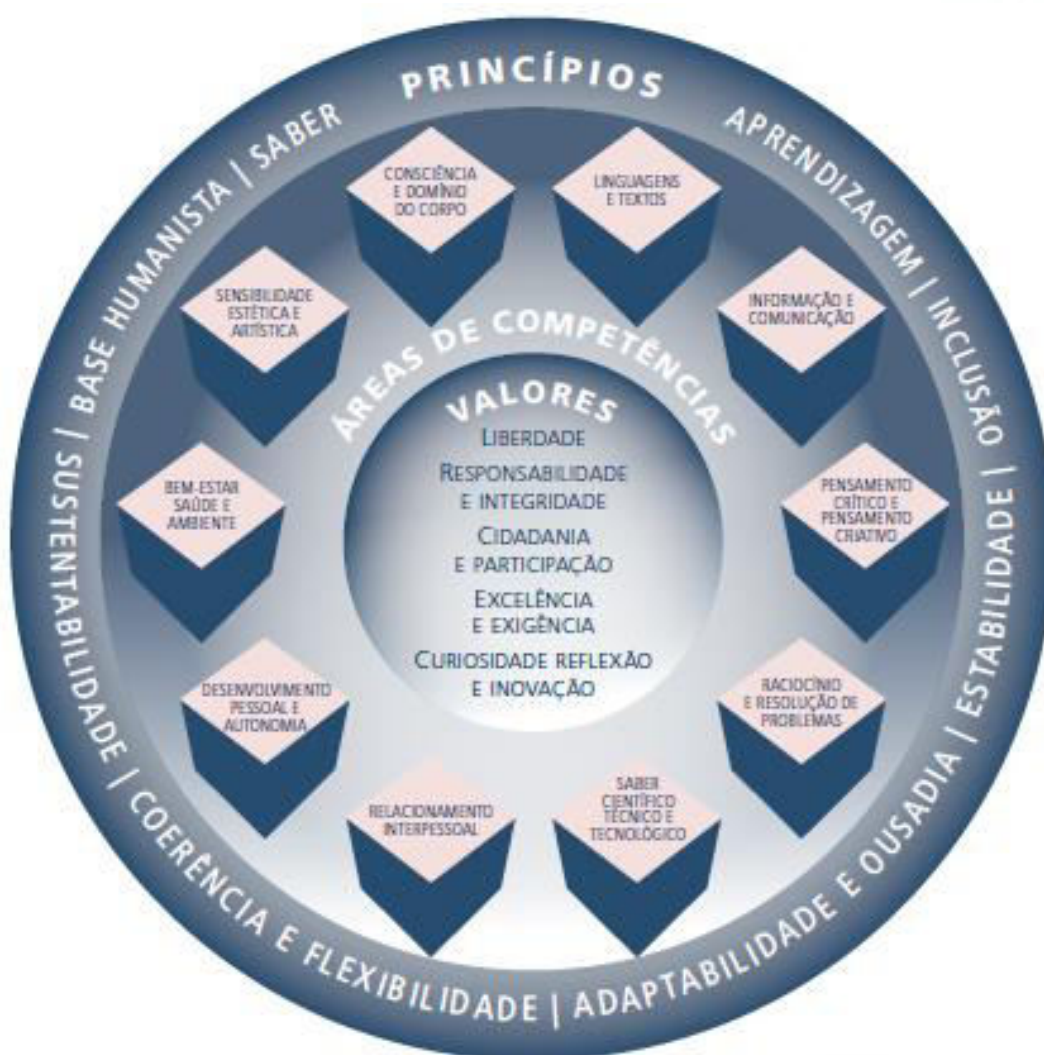 PRINCÍPIOS
APRENDIZAGEM | INCLUSÃO | ESTABILIDADE | ADAPTABILIDADE E OUSADIA | COERÊNCIA E FLEXIBILIDADE | SUSTENTABILIDADE | BASE HUMANISTA | SABER
ÁREAS DE COMPETÊNCIAS
LINGUAGENS
E TEXTOS
INFORMAÇÃO E
COMUNICAÇÃO
PENSAMENTO
CRÍTICO E
PENSAMENTO
CRIATIVO
RACIOCÍNIO
E RESOLUÇÃO DE
PROBLEMAS
SABER
CIENTÍFICO
TÉCNICO E
TECNOLÓGICO
RELACIONAMENTO
INTERPESSOAL
DESENVOLVIMENTO
PESSOAL E
AUTONOMIA
BEM-ESTAR
SAÚDE E
AMBIENTE
SENSIBILIDADE
ESTÉTICA E
ARTÍSTICA
CONSCIÊNCIA
E DOMÍNIO
DO CORPO
VALORES
LIBERDADE
RESPONSABILIDADE
E INTEGRIDADE
CIDADANIA
E PARTICIPAÇÃO
EXCELÊNCIA
E EXIGÊNCIA
CURIOSIDADE REFLEXÃO
E INOVAÇÃO